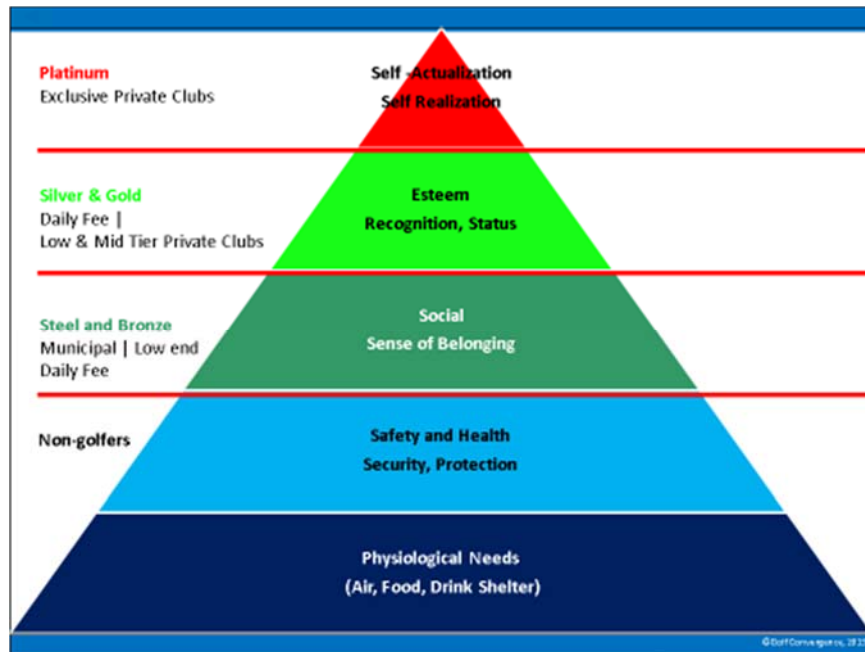 Platinum
Exclusive Private Clubs
Self -Actualization
Self Realization
Silver & Gold
Daily Fee |
Low & Mid Tier Private Clubs
Esteem
Recognition, Status
Steel and Bronze
Municipal | Low end
Daily Fee
Social
Sense of Belonging
Non-golfers
Safety and Health
Security, Protection
Physiological Needs
(Air, Food, Drink Shelter)